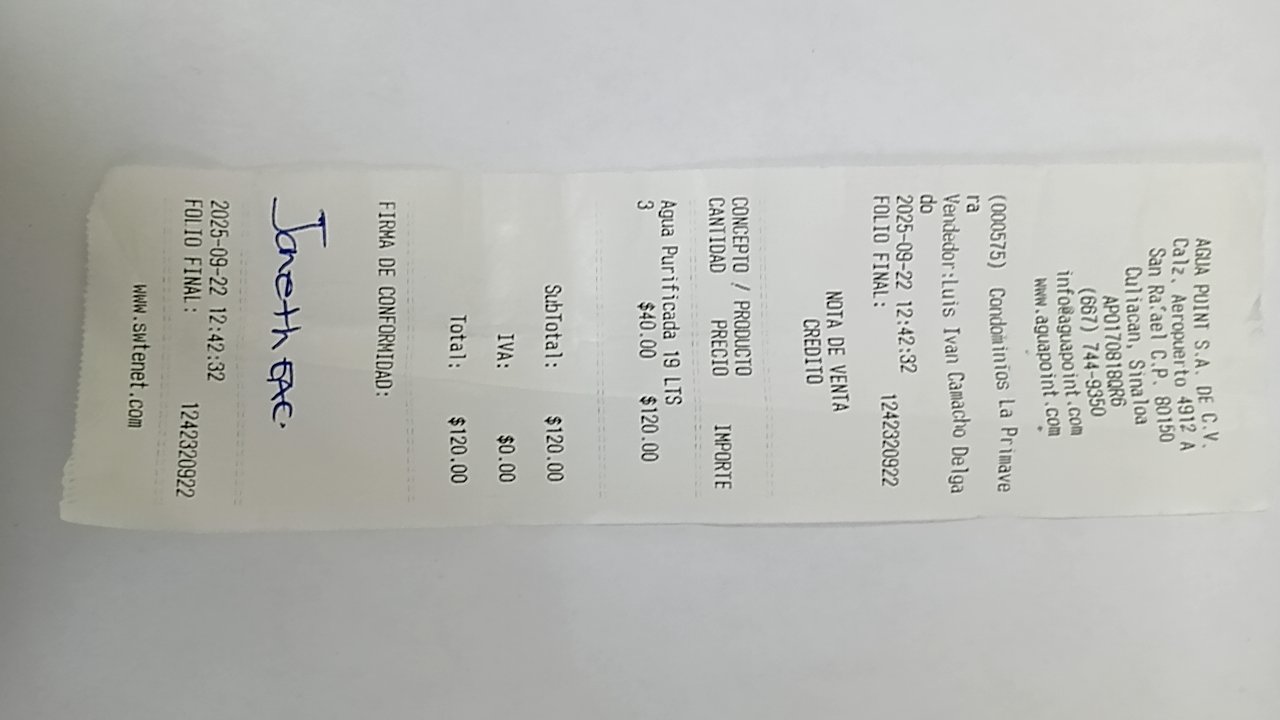 AGUA POINT S.A. DE C.V.
Calz. Aeropuerto 4912 A
San Rafael C.P. 80150
Culiacan, Sinaloa
APO170818QR6
(667) 744-9350
info@aguapoint.com
www.aguapoint.com
(000575) Condominios La Primave
ra
Vendedor:Luis Ivan Camacho Delga
do
2025-09-22 12:42:32
FOLIO FINAL: 1242320922
NOTA DE VENTA
CREDITO
CONCEPTO / PRODUCTO
CANTIDAD PRECIO IMPORTE
Agua Purificada 19 LTS
3 $40.00 $120.00
SubTotal: $120.00
IVA: $0.00
Total: $120.00
FIRMA DE CONFORMIDAD:
Janeth
2025-09-22 12:42:32
FOLIO FINAL: 1242320922
www.swtenet.com